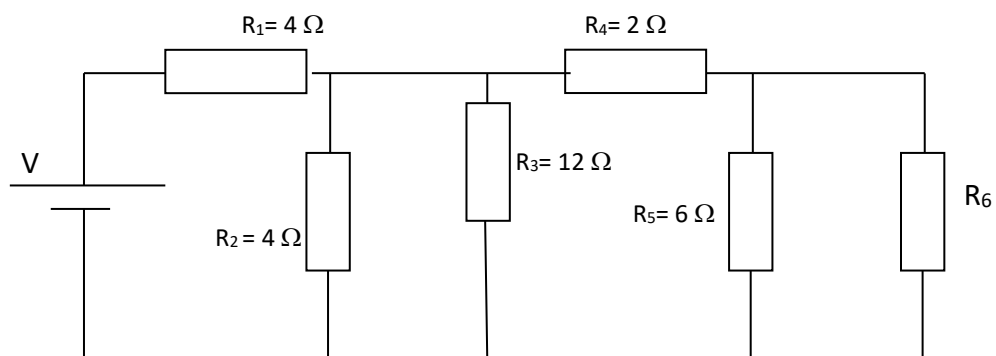 R₁= 4 Ω
R₄= 2 Ω
V
R₃= 12 Ω
R₂ = 4 Ω
R₅= 6 Ω
R₆